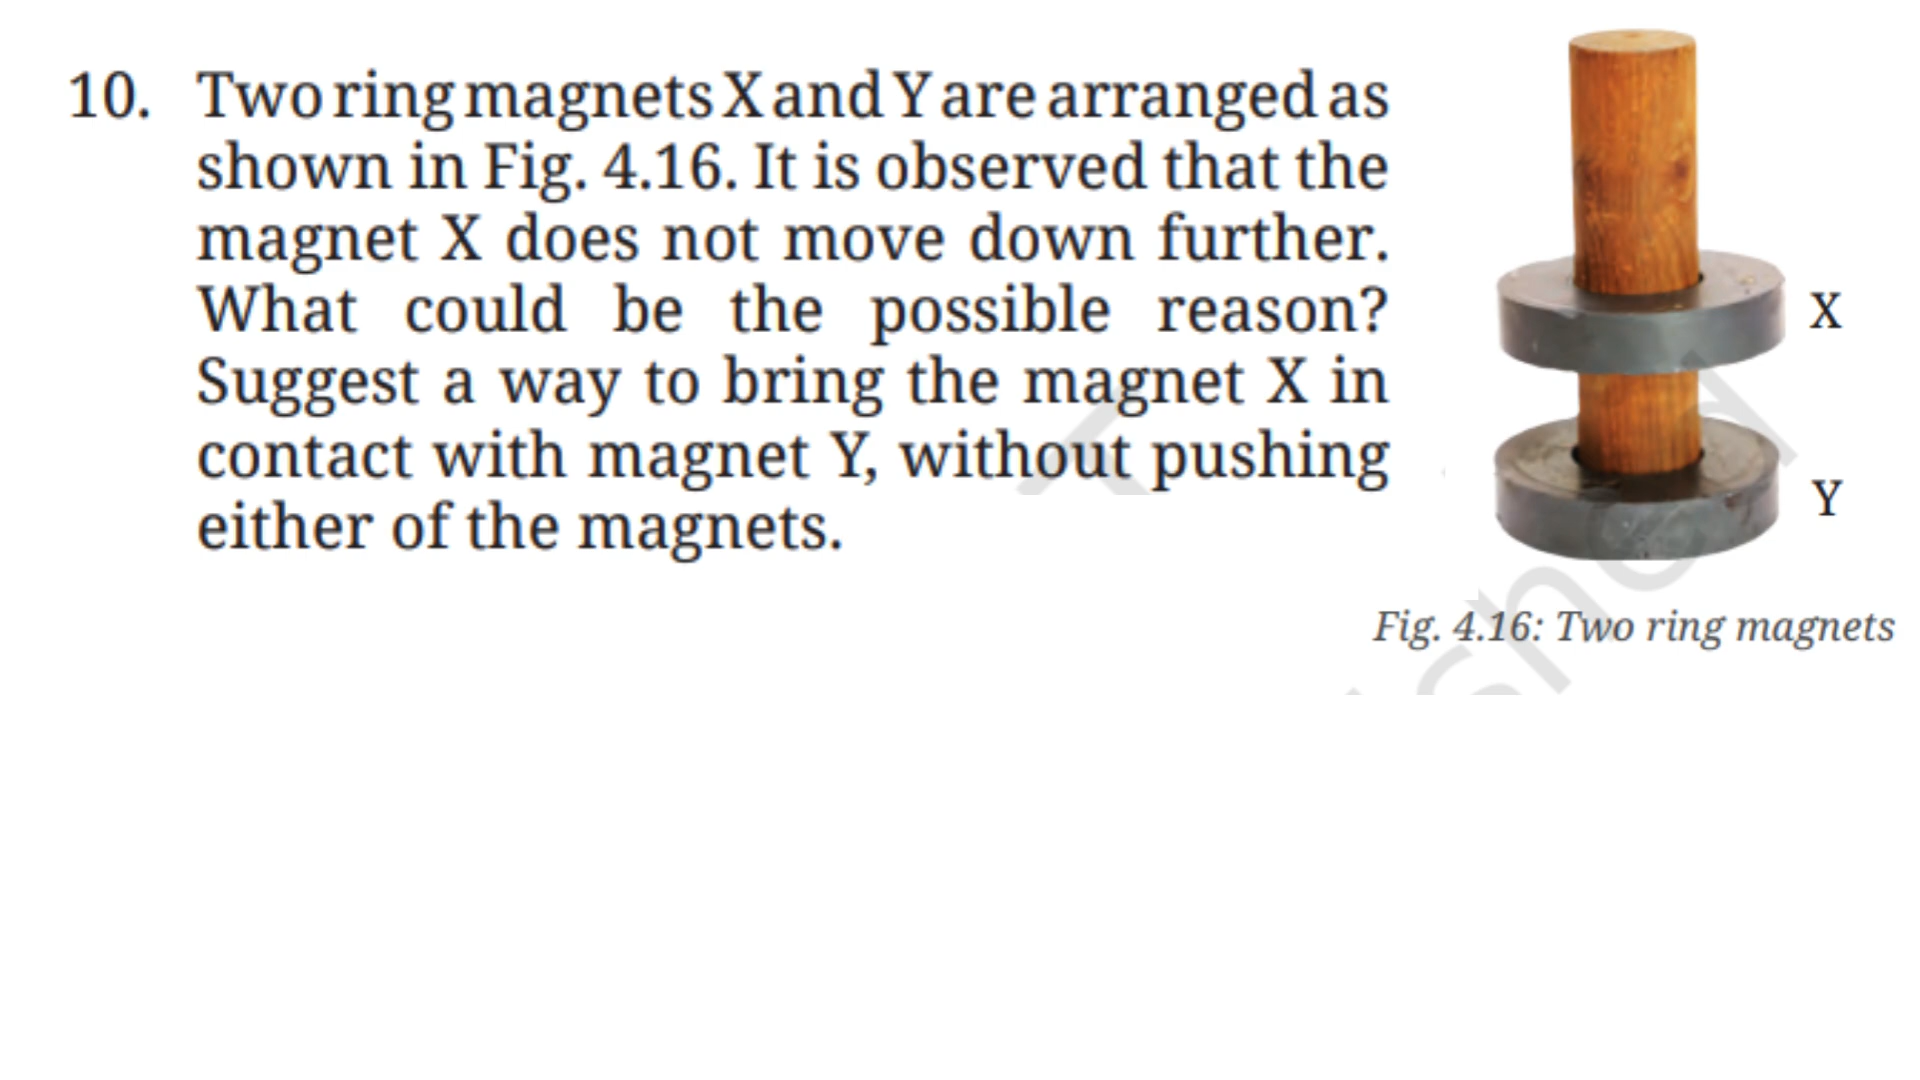 10. Two ring magnets X and Y are arranged as
shown in Fig. 4.16. It is observed that the
magnet X does not move down further.
What could be the possible reason?
Suggest a way to bring the magnet X in
contact with magnet Y, without pushing
either of the magnets.
X
Y
Fig. 4.16: Two ring magnets